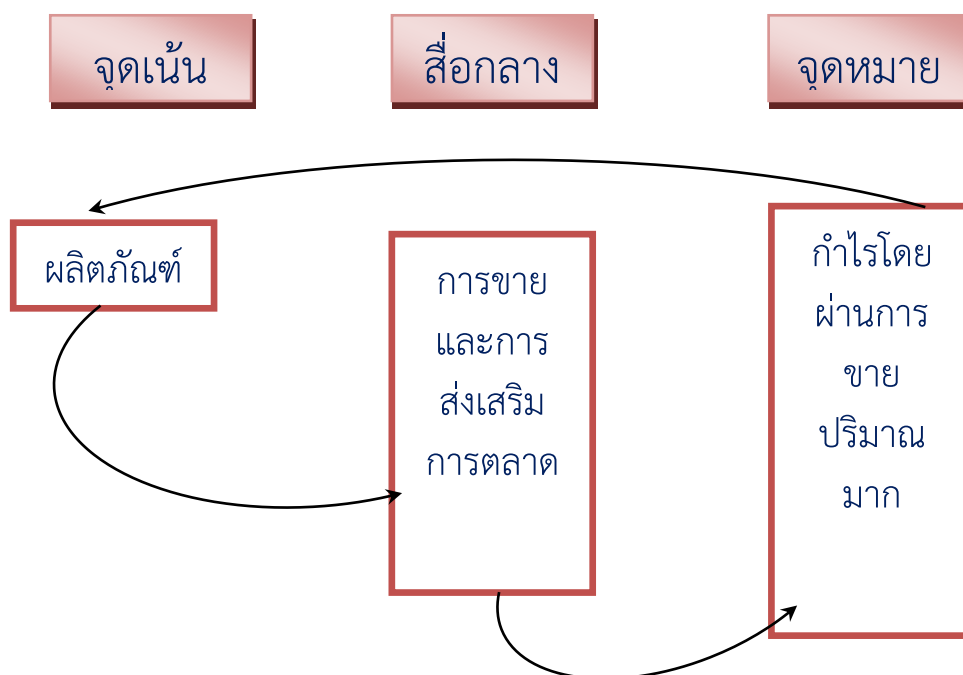 จุดเน้น
สื่อกลาง
จุดหมาย
ผลิตภัณฑ์
การขาย
และการ
ส่งเสริม
การตลาด
กำไรโดย
ผ่านการ
ขาย
ปริมาณ
มาก